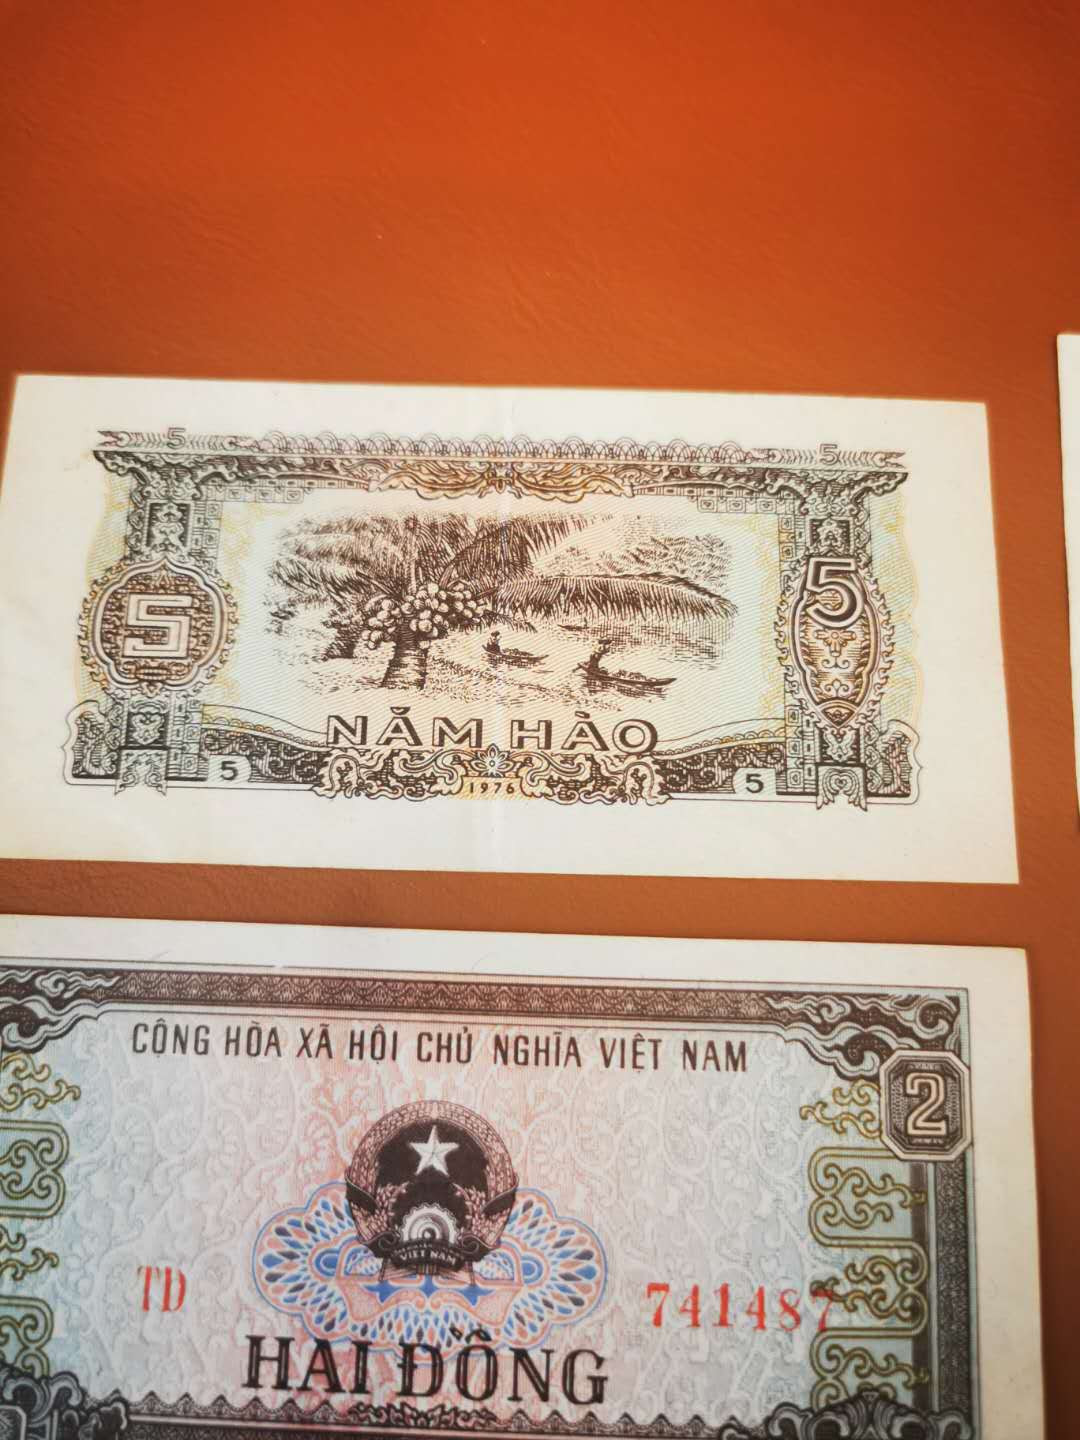 5 5
5 5
NĂM HÀO
5 1976 5
CỘNG HÒA XÃ HỘI CHỦ NGHĨA VIỆT NAM
2
VIỆT NAM
TD 741487
HAI ĐỒNG